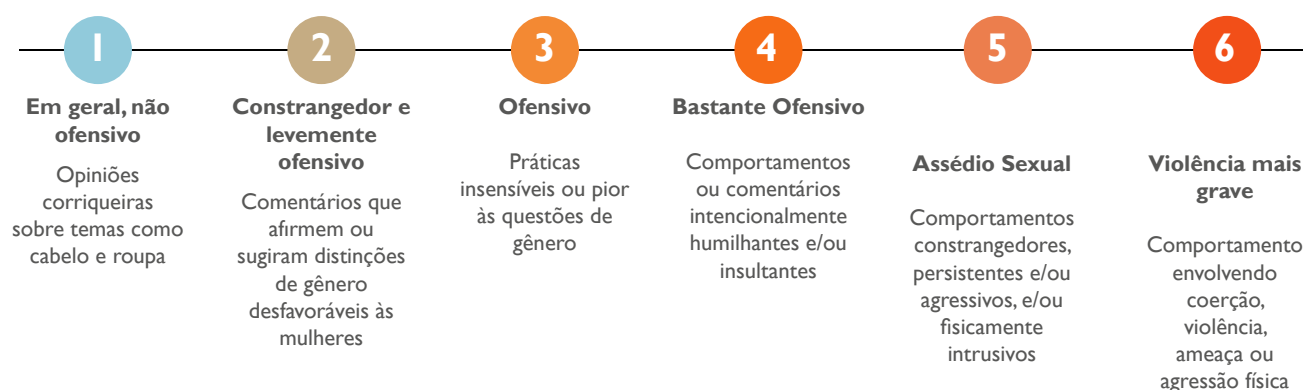 1
Em geral, não
ofensivo
Opiniões
corriqueiras
sobre temas como
cabelo e roupa
2
Constrangedor e
levemente
ofensivo
Comentários que
afirmem ou
sugiram distinções
de gênero
desfavoráveis às
mulheres
3
Ofensivo
Práticas
insensíveis ou pior
às questões de
gênero
4
Bastante Ofensivo
Comportamentos
ou comentários
intencionalmente
humilhantes e/ou
insultantes
5
Assédio Sexual
Comportamentos
constrangedores,
persistentes e/ou
agressivos, e/ou
fisicamente
intrusivos
6
Violência mais
grave
Comportamento
envolvendo
coerção,
violência,
ameaça ou
agressão física